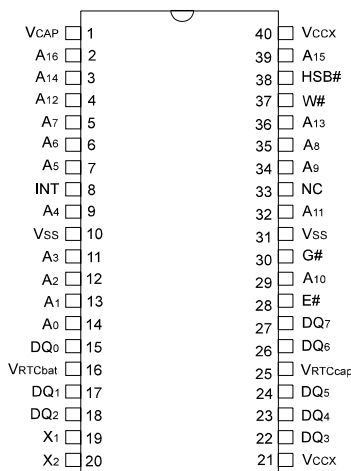 VCAP 1 40 VCCX
A16 2 39 A15
A14 3 38 HSB#
A12 4 37 W#
A7 5 36 A13
A6 6 35 A8
A5 7 34 A9
INT 8 33 NC
A4 9 32 A11
VSS 10 31 VSS
A3 11 30 G#
A2 12 29 A10
A1 13 28 E#
A0 14 27 DQ7
DQ0 15 26 DQ6
VRTCbat 16 25 VRTCcap
DQ1 17 24 DQ5
DQ2 18 23 DQ4
X1 19 22 DQ3
X2 20 21 VCCX